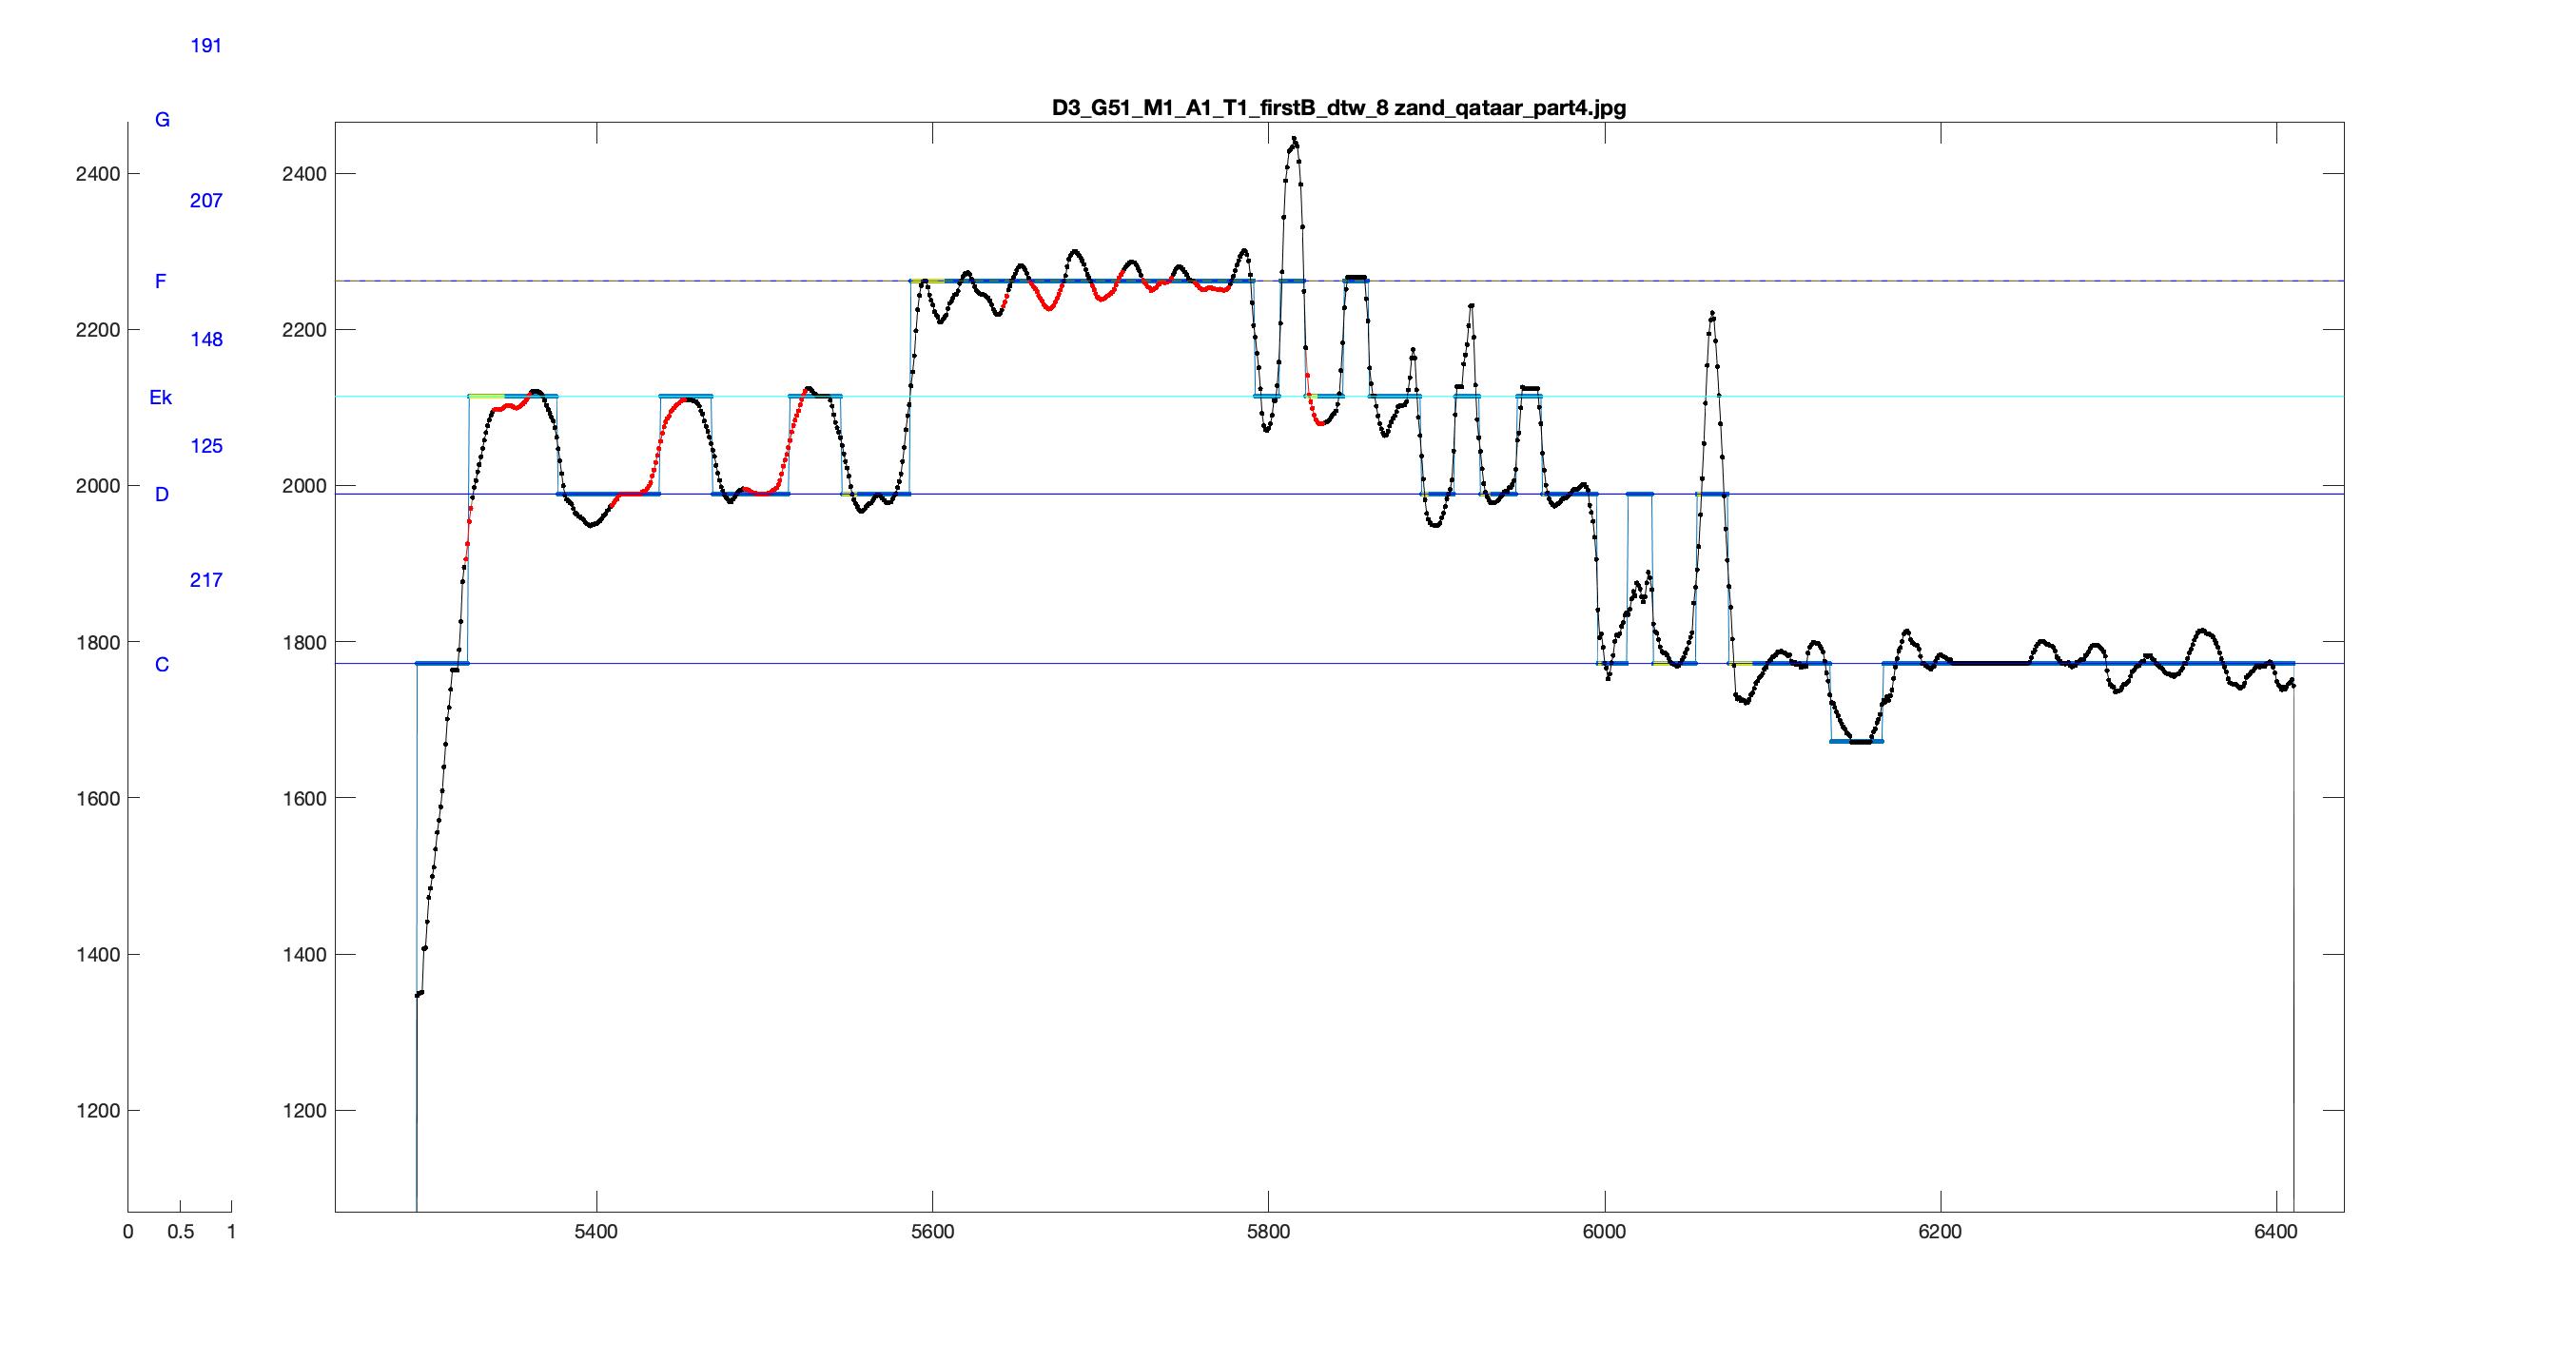 191
D3_G51_M1_A1_T1_firstB_dtw_8 zand_qataar_part4.jpg
G
2400 2400
207
F
2200 2200
148
Ek
125
2000 D 2000
217
1800 1800
C
1600 1600
1400 1400
1200 1200
0 0.5 1 5400 5600 5800 6000 6200 6400